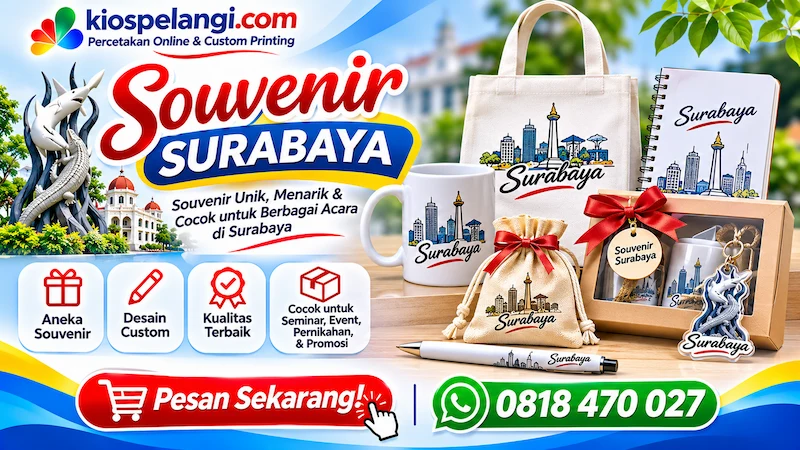 kiospelangi.com
Percetakan Online & Custom Printing
Souvenir
SURABAYA
Souvenir Unik, Menarik &
Cocok untuk Berbagai Acara
di Surabaya
Aneka
Souvenir
Desain
Custom
Kualitas
Terbaik
Cocok untuk
Seminar, Event,
Pernikahan,
& Promosi
Surabaya
Surabaya
Surabaya
Surabaya
Souvenir
Surabaya
Surabaya
Surabaya
Surabaya
Pesan Sekarang!
0818 470 027